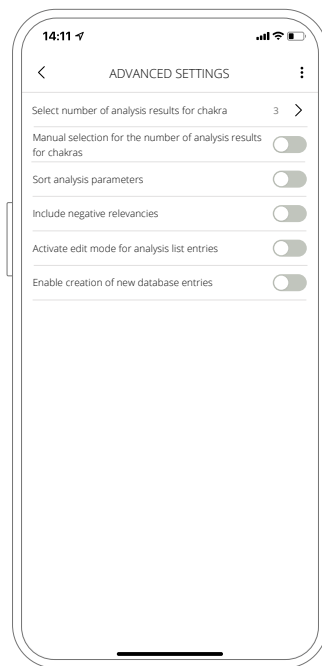 14:11
ADVANCED SETTINGS
Select number of analysis results for chakra 3
Manual selection for the number of analysis results
for chakras
Sort analysis parameters
Include negative relevancies
Activate edit mode for analysis list entries
Enable creation of new database entries